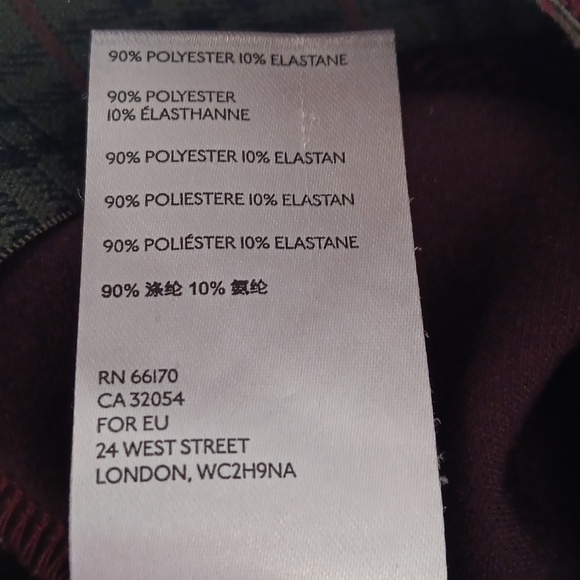 90% POLYESTER 10% ELASTANE
90% POLYESTER
10% ÉLASTHANNE
90% POLYESTER 10% ELASTAN
90% POLIESTERE 10% ELASTAN
90% POLIÉSTER 10% ELASTANE
90% 涤纶 10% 氨纶
RN 66170
CA 32054
FOR EU
24 WEST STREET
LONDON, WC2H9NA